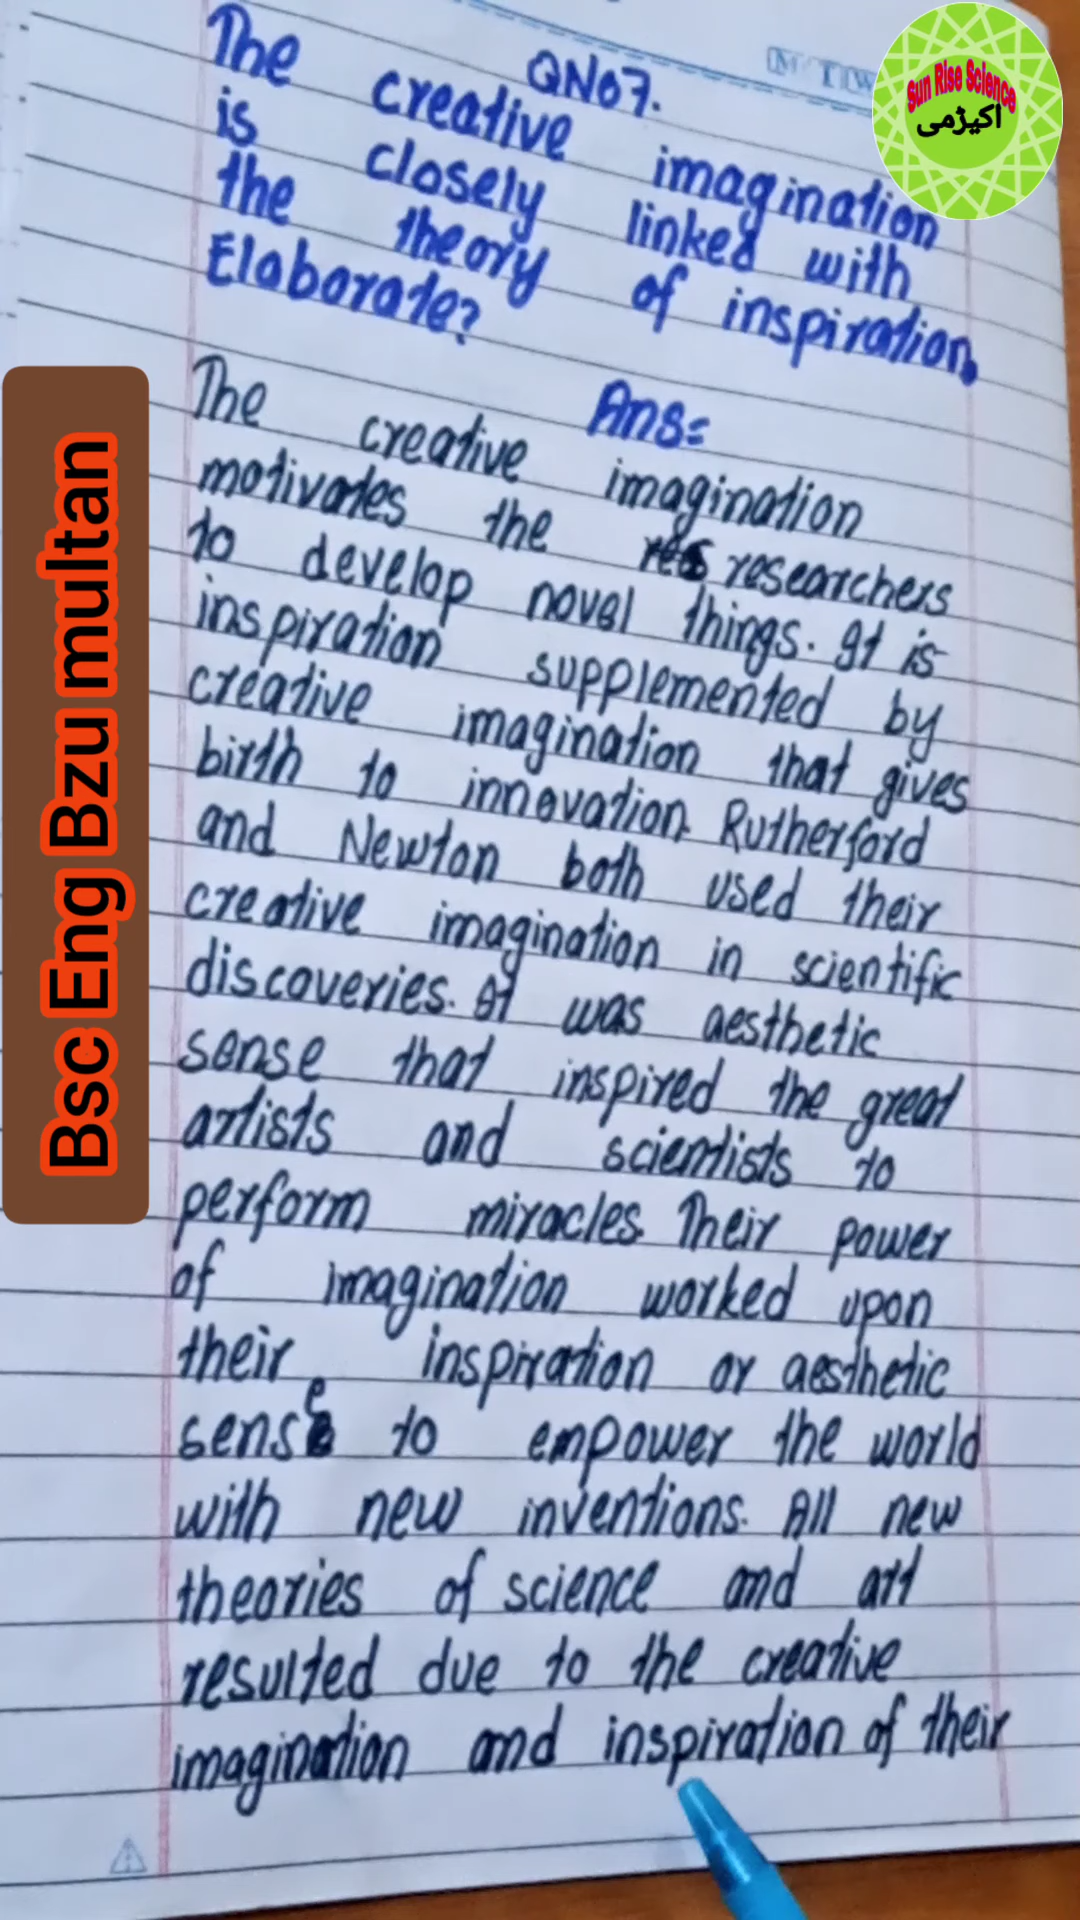 QNo7.
The creative imagination
is closely linked with
the theory of inspiration.
Elaborate?
Ans=
The creative imagination
motivates the researchers
to develop novel things. It is
inspiration supplemented by
creative imagination that gives
birth to innovation. Rutherford
and Newton both used their
creative imagination in scientific
discoveries. It was aesthetic
sense that inspired the great
artists and scientists to
perform miracles. Their power
of imagination worked upon
their inspiration or aesthetic
sense to empower the world
with new inventions. All new
theories of science and art
resulted due to the creative
imagination and inspiration of their
M T W
Sun Rise Science
اکیڈمی
Bsc Eng Bzu multan